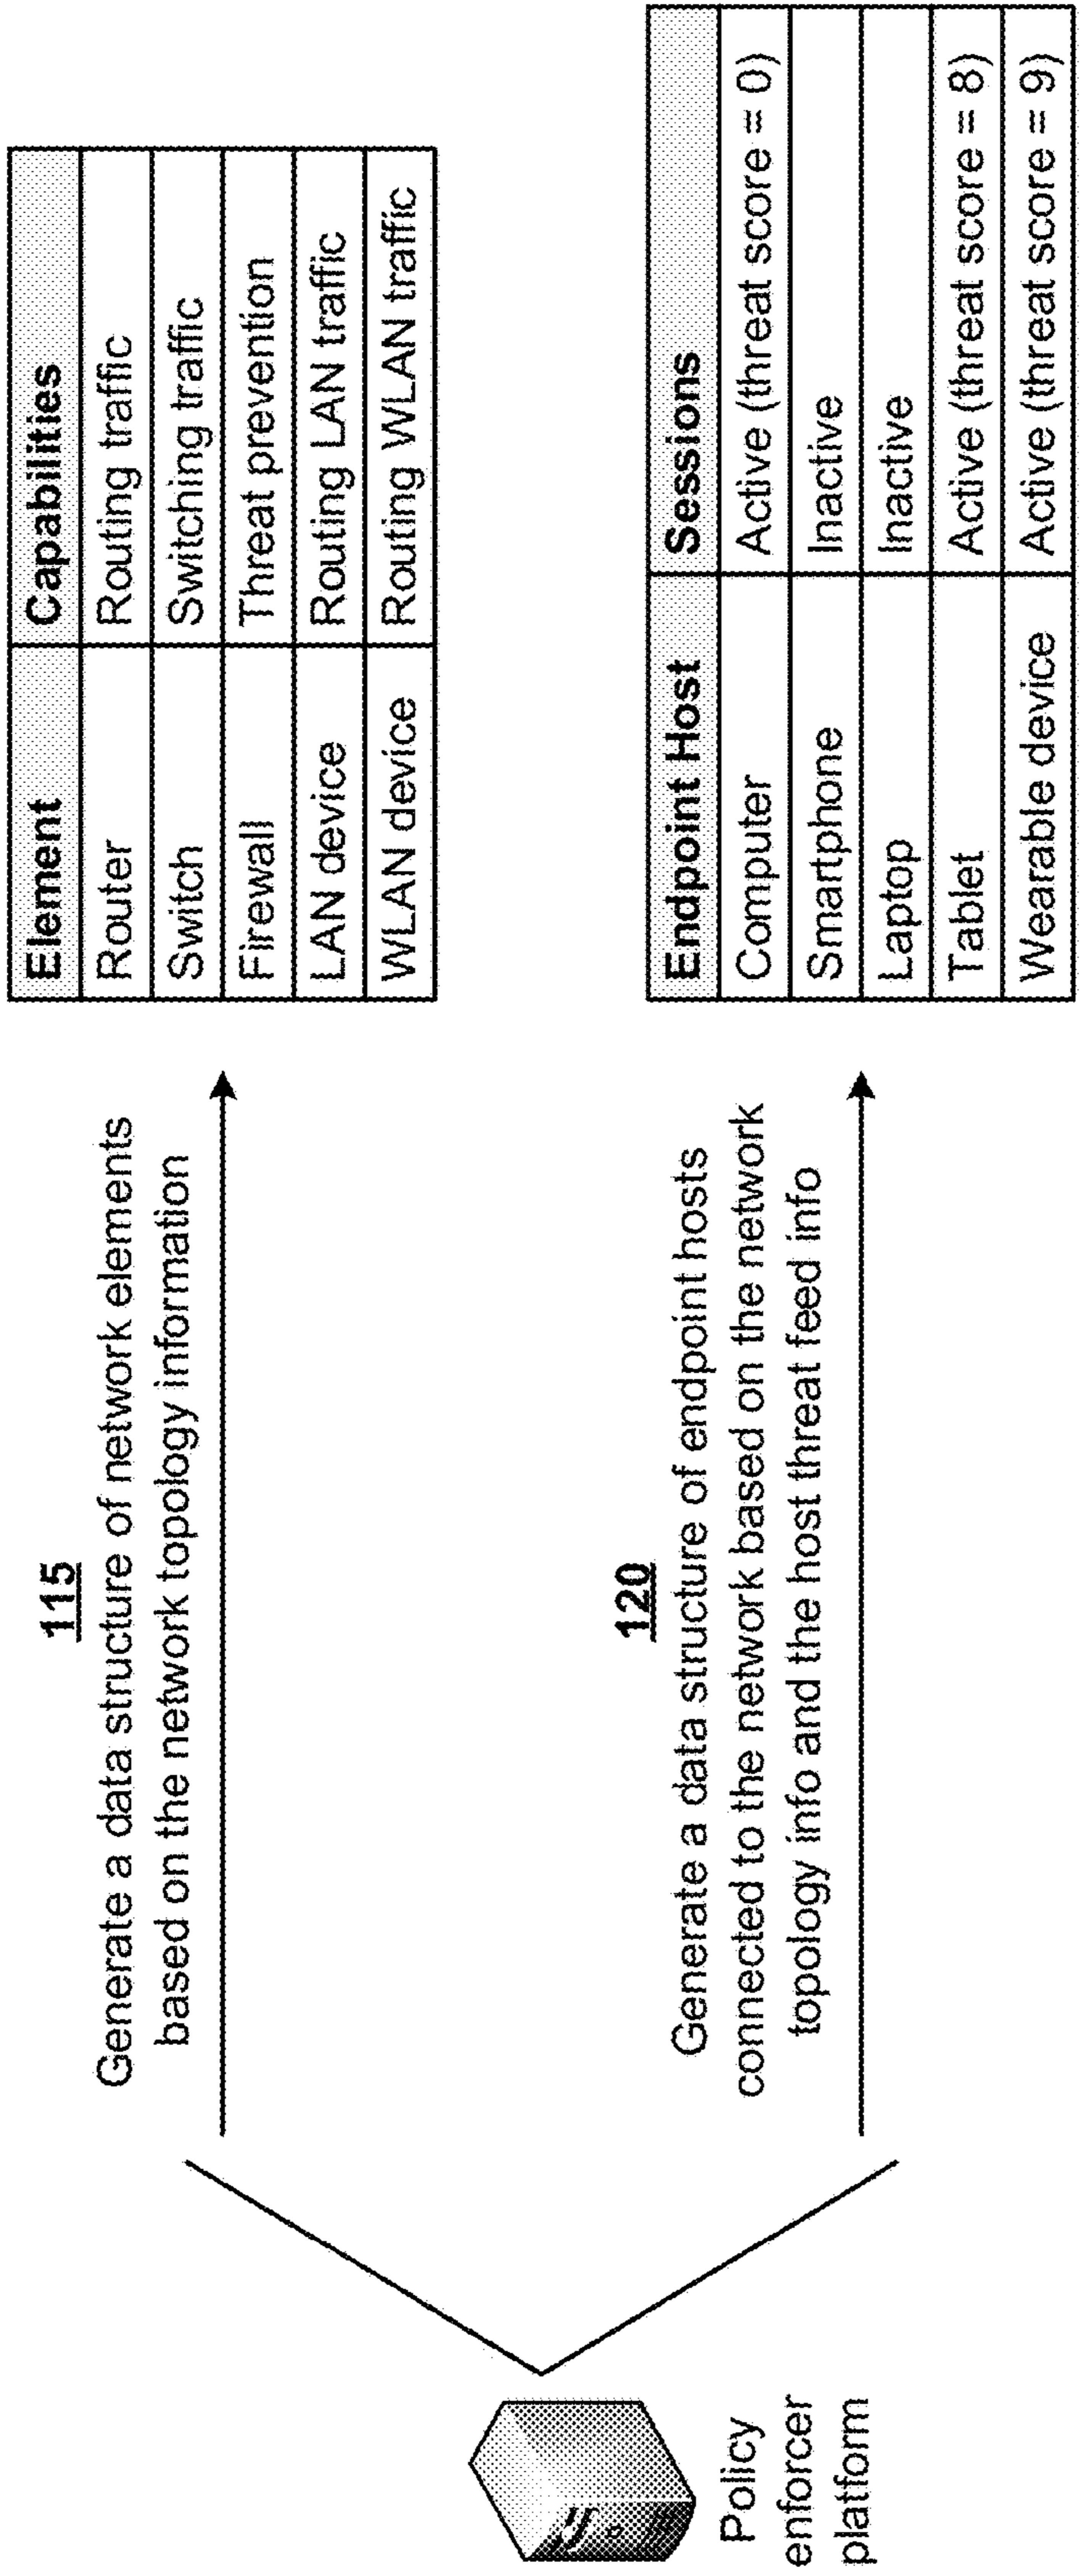 115
Generate a data structure of network elements
based on the network topology information
Element Capabilities
Router Routing traffic
Switch Switching traffic
Firewall Threat prevention
LAN device Routing LAN traffic
WLAN device Routing WLAN traffic
Policy
enforcer
platform
120
Generate a data structure of endpoint hosts
connected to the network based on the network
topology info and the host threat feed info
Endpoint Host Sessions
Computer Active (threat score = 0)
Smartphone Inactive
Laptop Inactive
Tablet Active (threat score = 8)
Wearable device Active (threat score = 9)